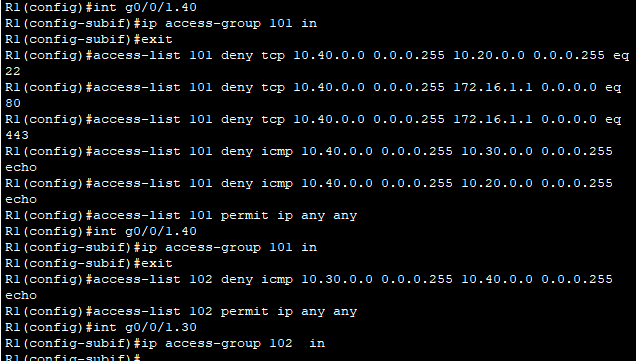 R1(config)#int g0/0/1.40
R1(config-subif)#ip access-group 101 in
R1(config-subif)#exit
R1(config)#access-list 101 deny tcp 10.40.0.0 0.0.0.255 10.20.0.0 0.0.0.255 eq
22
R1(config)#access-list 101 deny tcp 10.40.0.0 0.0.0.255 172.16.1.1 0.0.0.0 eq
80
R1(config)#access-list 101 deny tcp 10.40.0.0 0.0.0.255 172.16.1.1 0.0.0.0 eq
443
R1(config)#access-list 101 deny icmp 10.40.0.0 0.0.0.255 10.30.0.0 0.0.0.255
echo
R1(config)#access-list 101 deny icmp 10.40.0.0 0.0.0.255 10.20.0.0 0.0.0.255
echo
R1(config)#access-list 101 permit ip any any
R1(config)#int g0/0/1.40
R1(config-subif)#ip access-group 101 in
R1(config-subif)#exit
R1(config)#access-list 102 deny icmp 10.30.0.0 0.0.0.255 10.40.0.0 0.0.0.255
echo
R1(config)#access-list 102 permit ip any any
R1(config)#int g0/0/1.30
R1(config-subif)#ip access-group 102  in
R1(config-subif)#